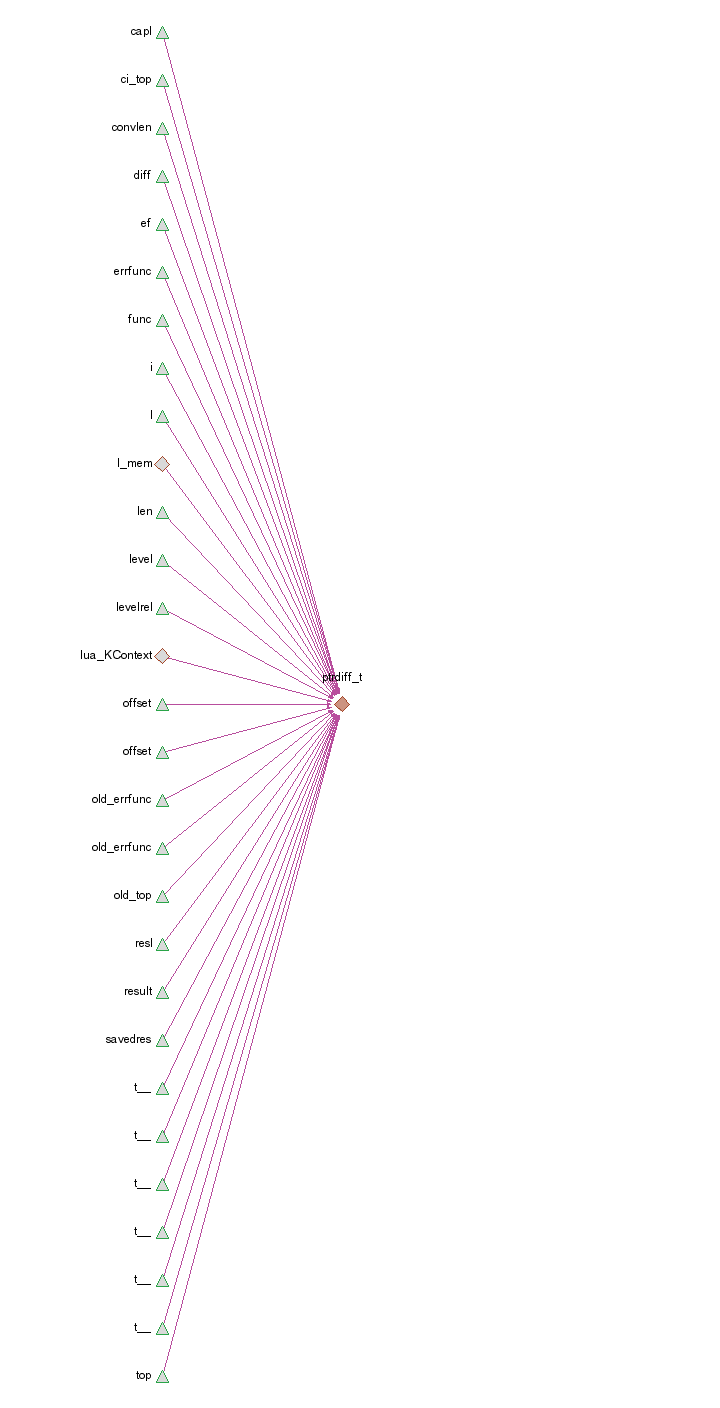 capl
ci_top
convlen
diff
ef
errfunc
func
i
l
l_mem
len
level
levelrel
lua_KContext
ptrdiff_t
offset
offset
old_errfunc
old_errfunc
old_top
resl
result
savedres
t__
t__
t__
t__
t__
t__
top